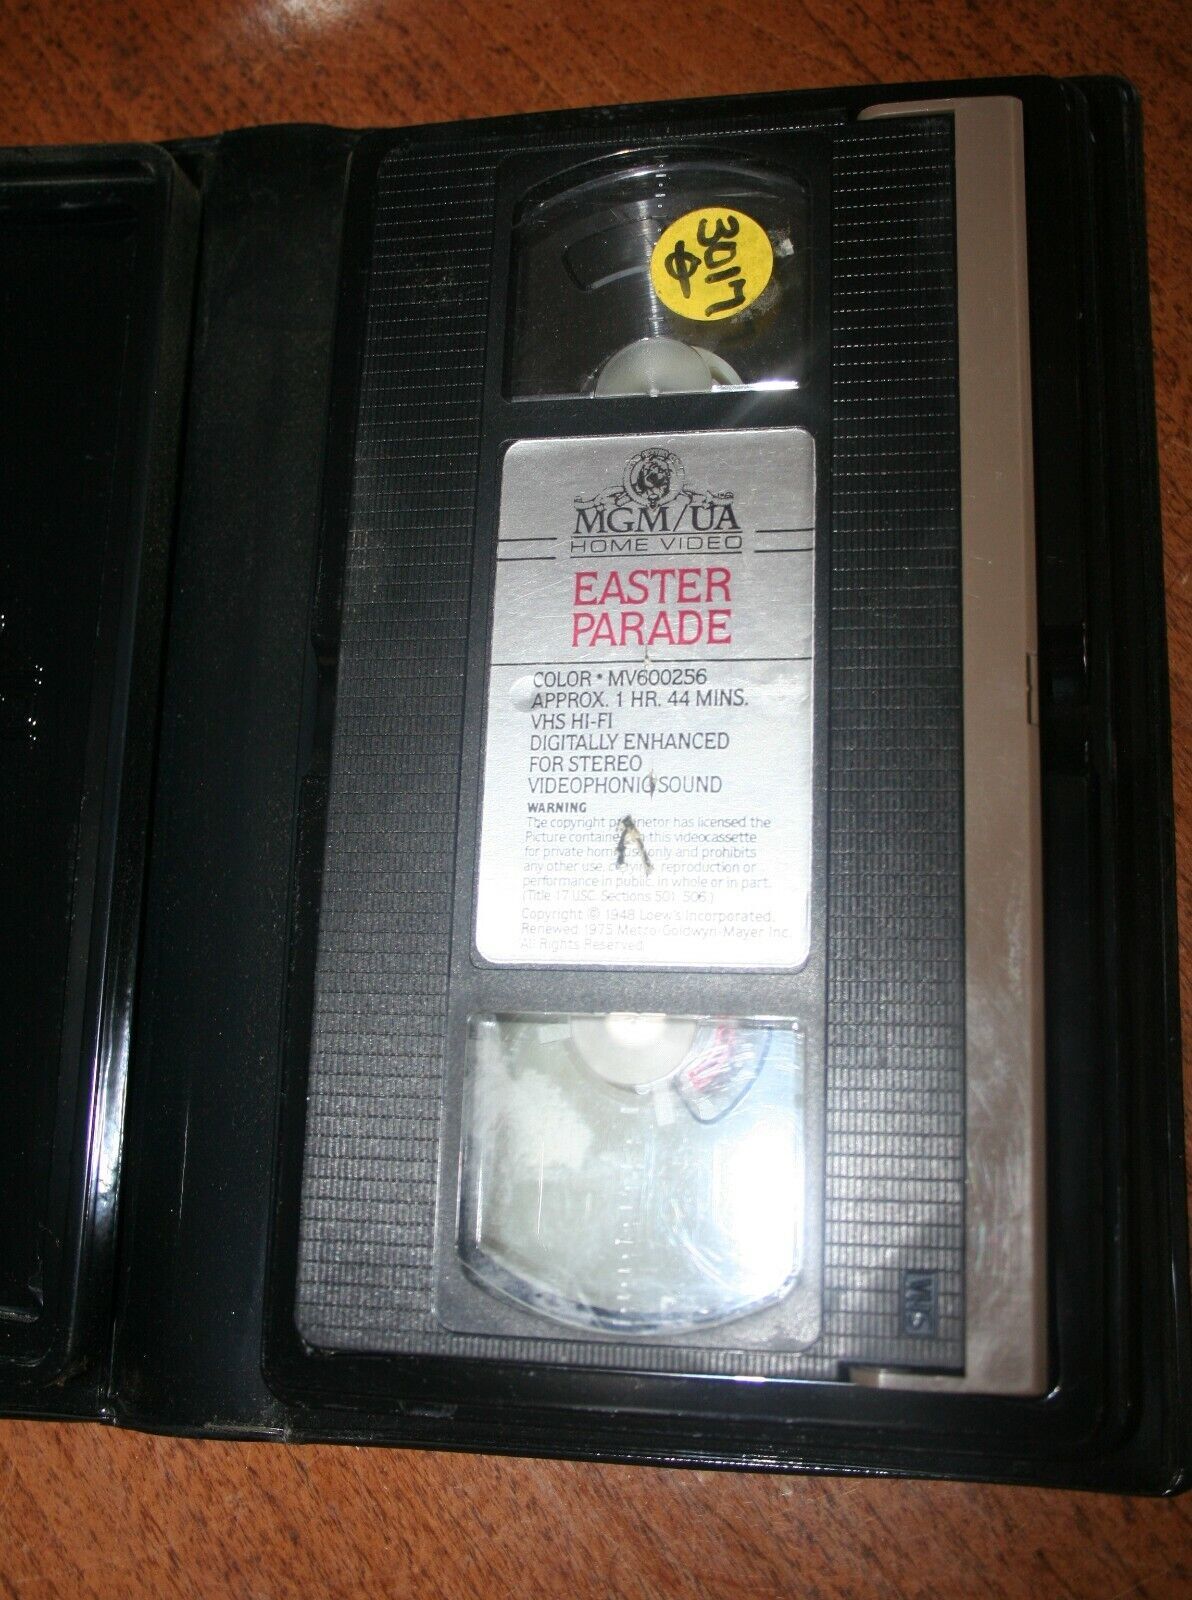 3017
MGM/UA
HOME VIDEO
EASTER
PARADE
COLOR • MV600256
APPROX. 1 HR. 44 MINS.
VHS HI-FI
DIGITALLY ENHANCED
FOR STEREO
VIDEOPHONIC SOUND
WARNING
The copyright proprietor has licensed the
Picture contained in this videocassette
for private home use only and prohibits
any other use, copying, reproduction or
performance in public, in whole or in part.
(Title 17 USC Sections 501, 506.)
Copyright © 1948 Loew's Incorporated.
Renewed 1975 Metro-Goldwyn-Mayer Inc.
All Rights Reserved
VHS